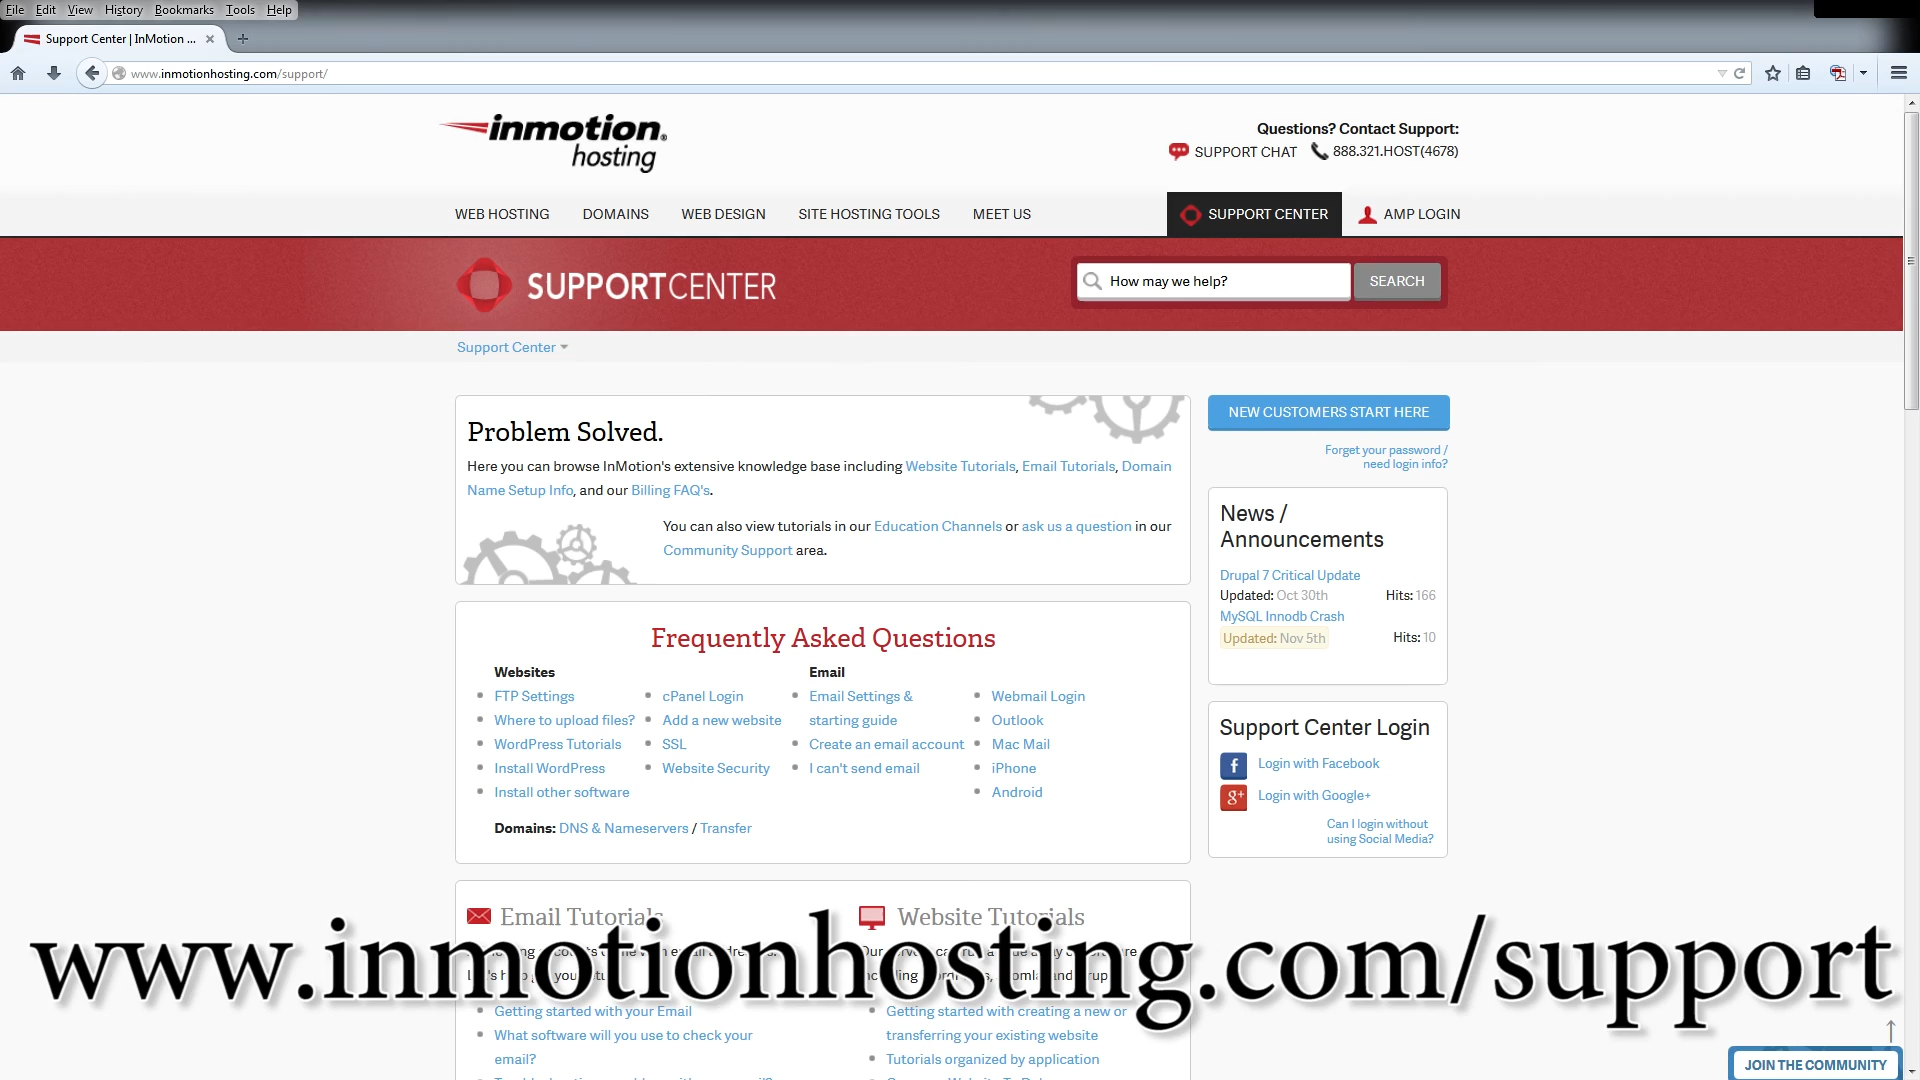 File Edit View History Bookmarks Tools Help
Support Center | InMotion ...
www.inmotionhosting.com/support/
inmotion®
hosting
Questions? Contact Support:
SUPPORT CHAT 888.321.HOST(4678)
WEB HOSTING DOMAINS WEB DESIGN SITE HOSTING TOOLS MEET US SUPPORT CENTER AMP LOGIN
SUPPORTCENTER How may we help? SEARCH
Support Center
Problem Solved.
Here you can browse InMotion's extensive knowledge base including Website Tutorials, Email Tutorials, Domain
Name Setup Info, and our Billing FAQ's.
You can also view tutorials in our Education Channels or ask us a question in our
Community Support area.
NEW CUSTOMERS START HERE
Forget your password /
need login info?
News /
Announcements
Drupal 7 Critical Update
Updated: Oct 30th Hits: 166
MySQL Innodb Crash
Updated: Nov 5th Hits: 10
Frequently Asked Questions
Websites
FTP Settings
Where to upload files?
WordPress Tutorials
Install WordPress
Install other software
cPanel Login
Add a new website
SSL
Website Security
Email
Email Settings &
starting guide
Create an email account
I can't send email
Webmail Login
Outlook
Mac Mail
iPhone
Android
Domains: DNS & Nameservers / Transfer
Support Center Login
f Login with Facebook
g+ Login with Google+
Can I login without
using Social Media?
Email Tutorials
Getting started with your Email
What software will you use to check your
email?
Website Tutorials
Getting started with creating a new or
transferring your existing website
Tutorials organized by application
www.inmotionhosting.com/support
JOIN THE COMMUNITY